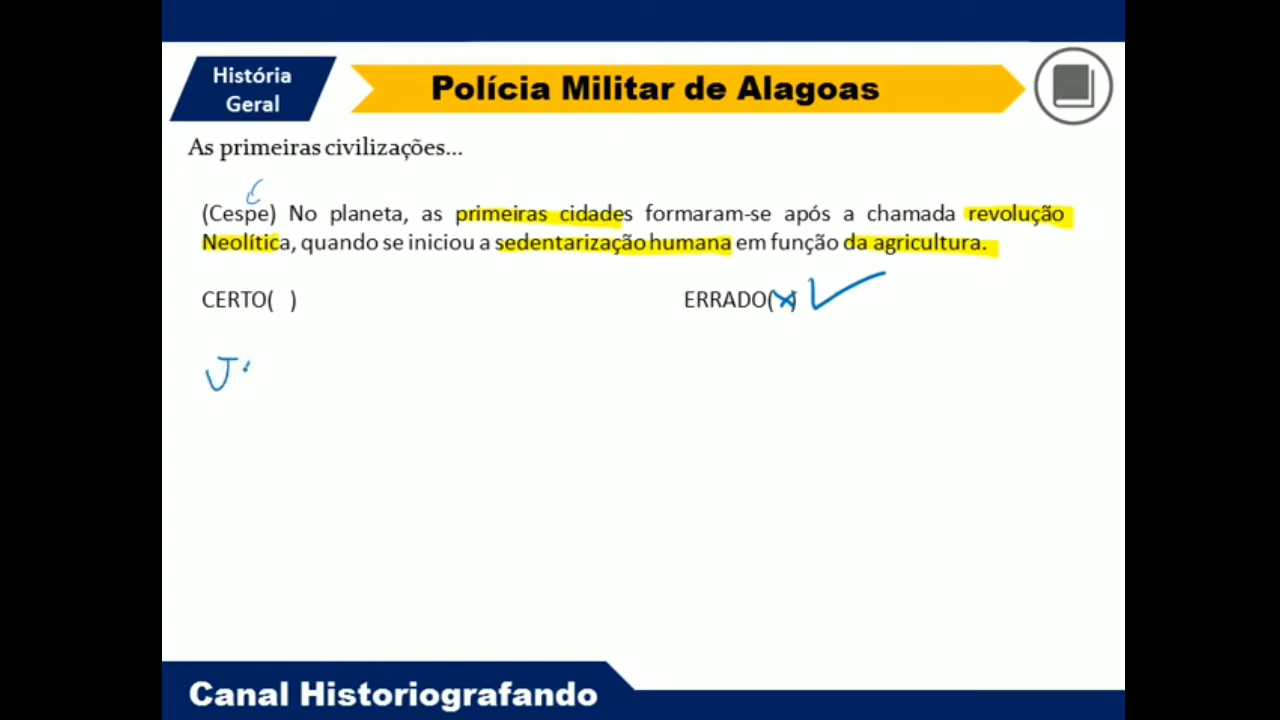 História
Geral
Polícia Militar de Alagoas
As primeiras civilizações...
(Cespe) No planeta, as primeiras cidades formaram-se após a chamada revolução
Neolítica, quando se iniciou a sedentarização humana em função da agricultura.
CERTO( ) ERRADO(x)
J
Canal Historiografando